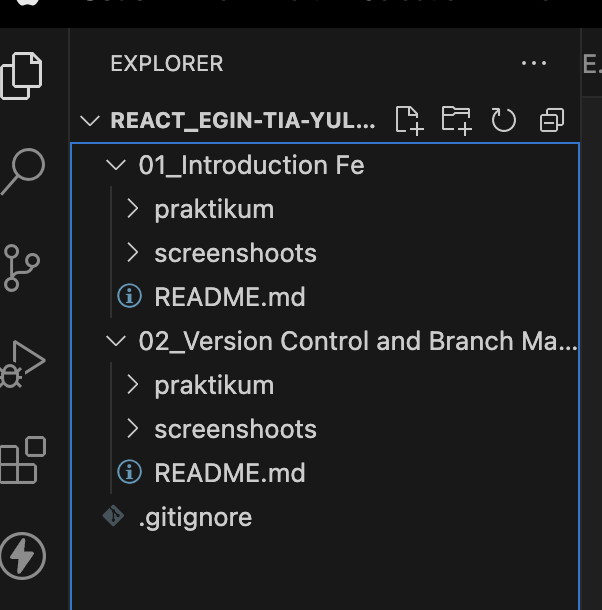 EXPLORER
...
E.
REACT_EGIN-TIA-YUL...
01_Introduction Fe
praktikum
screenshoots
README.md
02_Version Control and Branch Ma...
praktikum
screenshoots
README.md
.gitignore